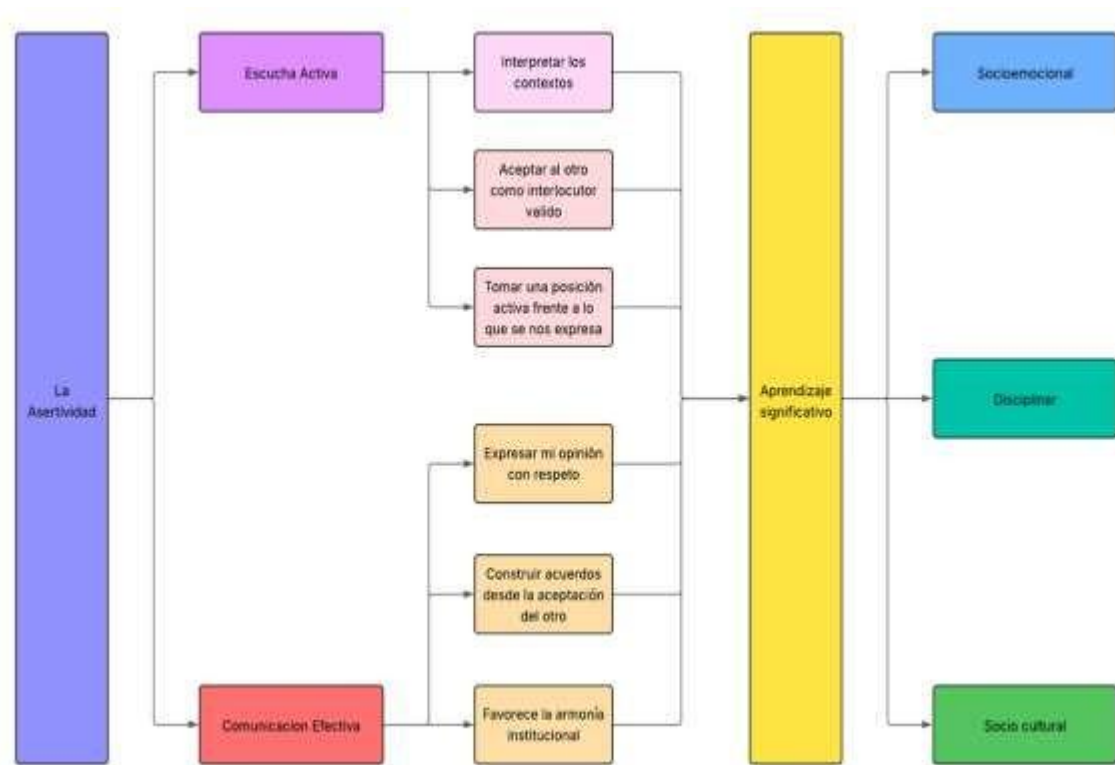 La
Asertividad
Escucha Activa
Comunicacion Efectiva
Interpretar los
contextos
Aceptar al otro
como interlocutor
valido
Tomar una posición
activa frente a lo
que se nos expresa
Expresar mi opinión
con respeto
Construir acuerdos
desde la aceptación
del otro
Favorece la armonía
institucional
Aprendizaje
significativo
Socioemocional
Disciplinar
Socio cultural